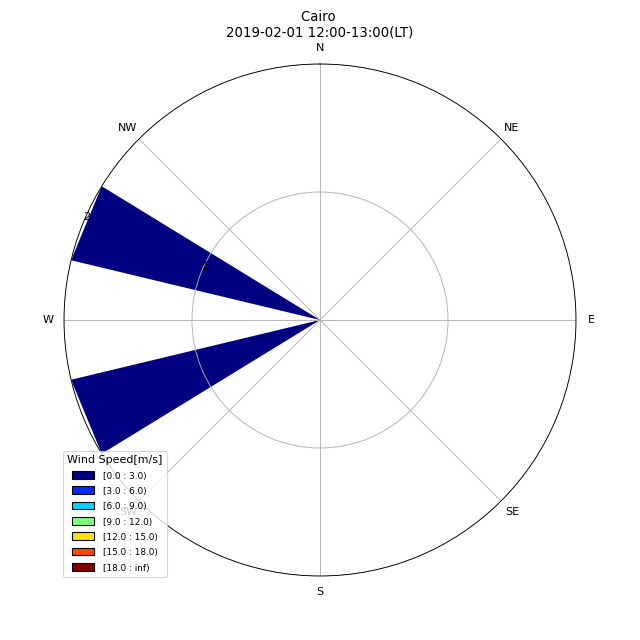 Cairo
2019-02-01 12:00-13:00(LT)
N
NW
NE
2
1
W
E
Wind Speed[m/s]
[0.0 : 3.0)
[3.0 : 6.0)
[6.0 : 9.0)
SW
SE
[9.0 : 12.0)
[12.0 : 15.0)
[15.0 : 18.0)
[18.0 : inf)
S